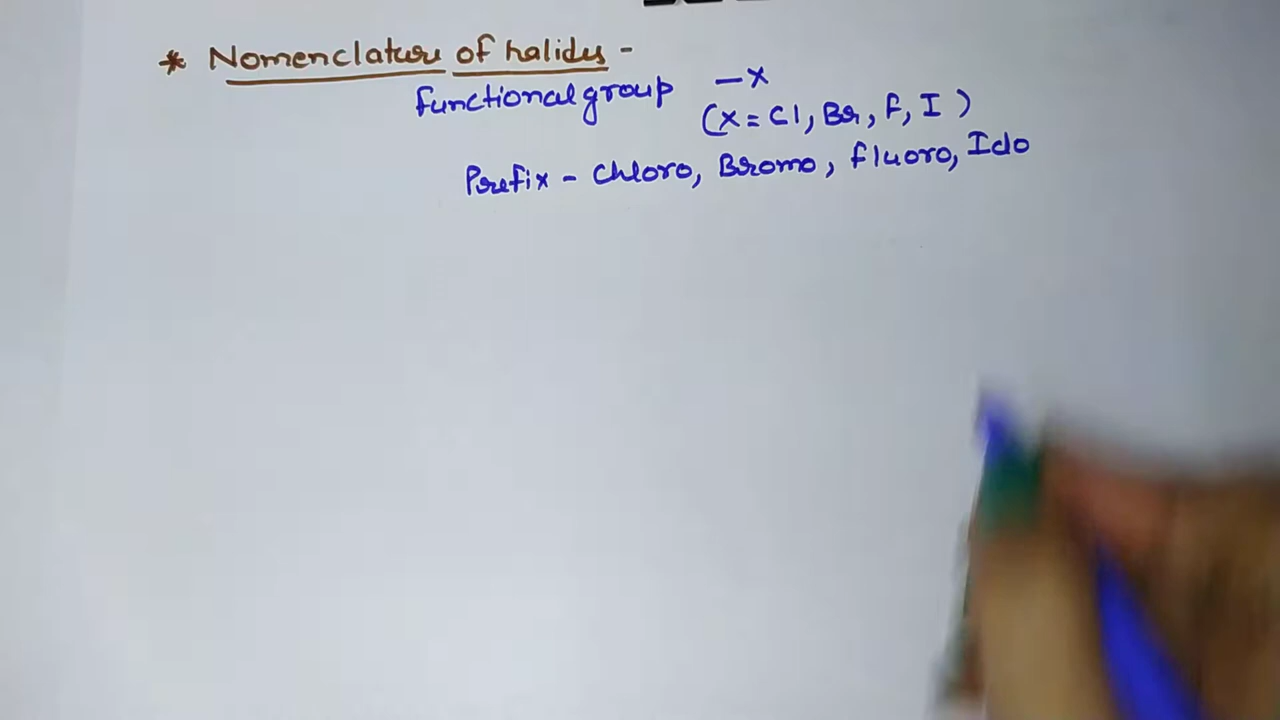 * Nomenclature of halides -
functional group -X
(X = Cl, Br, F, I)
Prefix - Chloro, Bromo, fluoro, Ido